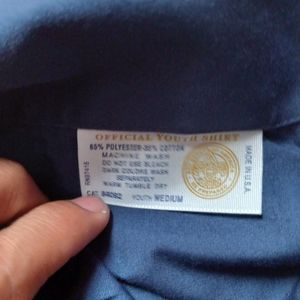 OFFICIAL YOUTH SHIRT
65% POLYESTER-35% COTTON
MACHINE WASH
DO NOT USE BLEACH
DARK COLORS WASH
SEPARATELY
WARM TUMBLE DRY
YOUTH MEDIUM
MADE IN U.S.A.